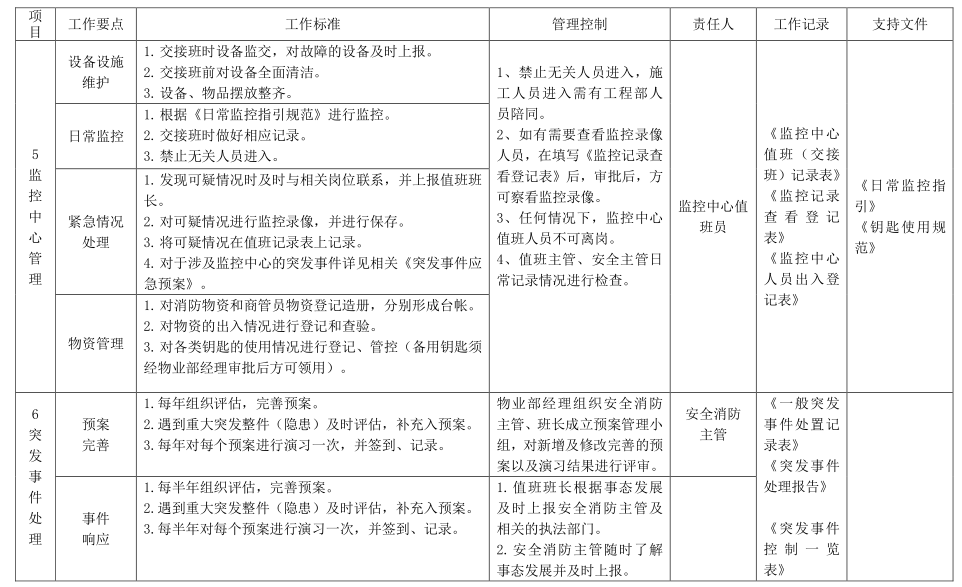 项目 工作要点 工作标准 管理控制 责任人 工作记录 支持文件
5
监
控
中
心
管
理
设备设施
维护
1. 交接班时设备监交，对故障的设备及时上报。
2. 交接班前对设备全面清洁。
3. 设备、物品摆放整齐。
日常监控
1. 根据《日常监控指引规范》进行监控。
2. 交接班时做好相应记录。
3. 禁止无关人员进入。
紧急情况
处理
1. 发现可疑情况时及时与相关岗位联系，并上报值班班
长。
2. 对可疑情况进行监控录像，并进行保存。
3. 将可疑情况在值班记录表上记录。
4. 对于涉及监控中心的突发事件详见相关《突发事件应
急预案》。
物资管理
1. 对消防物资和商管员物资登记造册，分别形成台帐。
2. 对物资的出入情况进行登记和查验。
3. 对各类钥匙的使用情况进行登记、管控（备用钥匙须
经物业部经理审批后方可领用）。
1、禁止无关人员进入，施
工人员进入需有工程部人
员陪同。
2、如有需要查看监控录像
人员，在填写《监控记录查
看登记表》后，审批后，方
可察看监控录像。
3、任何情况下，监控中心
值班人员不可离岗。
4、值班主管、安全主管日
常记录情况进行检查。
监控中心值
班员
《监控中心
值班（交接
班）记录表》
《监控记录
查看登记
表》
《监控中心
人员出入登
记表》
《日常监控指
引》
《钥匙使用规
范》
6
突
发
事
件
处
理
预案
完善
1.每年组织评估，完善预案。
2.遇到重大突发整件（隐患）及时评估，补充入预案。
3.每年对每个预案进行演习一次，并签到、记录。
物业部经理组织安全消防
主管、班长成立预案管理小
组，对新增及修改完善的预
案以及演习结果进行评审。
安全消防
主管
《一般突发
事件处置记
录表》
《突发事件
处理报告》
《突发事件
控制一览
表》
事件
响应
1.每半年组织评估，完善预案。
2.遇到重大突发整件（隐患）及时评估，补充入预案。
3.每半年对每个预案进行演习一次，并签到、记录。
1. 值班班长根据事态发展
及时上报安全消防主管及
相关的执法部门。
2. 安全消防主管随时了解
事态发展并及时上报。